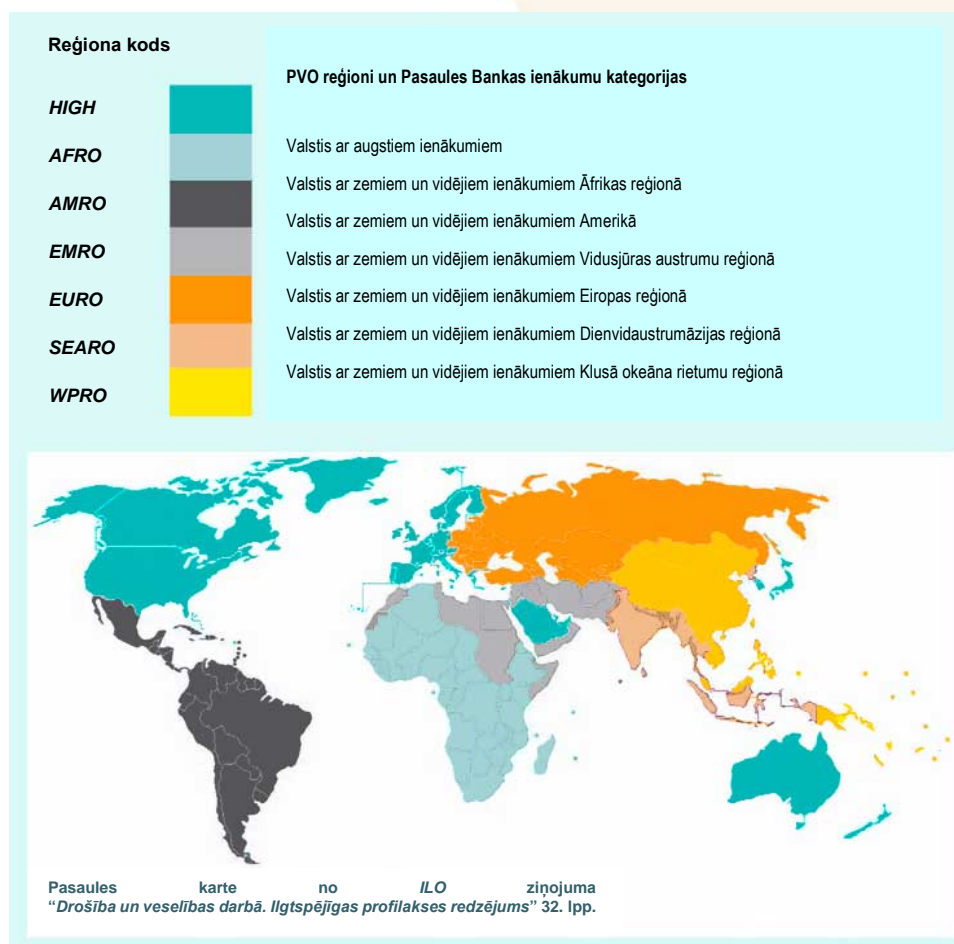 Reģiona kods
PVO reģioni un Pasaules Bankas ienākumu kategorijas
HIGH
Valstis ar augstiem ienākumiem
AFRO
Valstis ar zemiem un vidējiem ienākumiem Āfrikas reģionā
AMRO
Valstis ar zemiem un vidējiem ienākumiem Amerikā
EMRO
Valstis ar zemiem un vidējiem ienākumiem Vidusjūras austrumu reģionā
EURO
Valstis ar zemiem un vidējiem ienākumiem Eiropas reģionā
SEARO
Valstis ar zemiem un vidējiem ienākumiem Dienvidaustrumāzijas reģionā
WPRO
Valstis ar zemiem un vidējiem ienākumiem Klusā okeāna rietumu reģionā
Pasaules karte no ILO ziņojuma
“Drošība un veselības darbā. Ilgtspējīgas profilakses redzējums” 32. lpp.